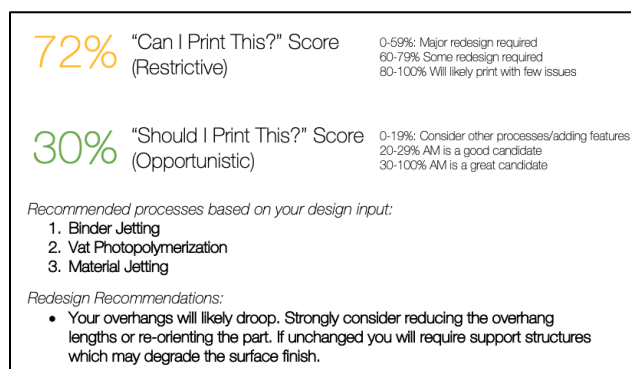 72% "Can I Print This?" Score
(Restrictive)
0-59%: Major redesign required
60-79% Some redesign required
80-100% Will likely print with few issues
30% "Should I Print This?" Score
(Opportunistic)
0-19%: Consider other processes/adding features
20-29% AM is a good candidate
30-100% AM is a great candidate
Recommended processes based on your design input:
1. Binder Jetting
2. Vat Photopolymerization
3. Material Jetting
Redesign Recommendations:
• Your overhangs will likely droop. Strongly consider reducing the overhang
lengths or re-orienting the part. If unchanged you will require support structures
which may degrade the surface finish.